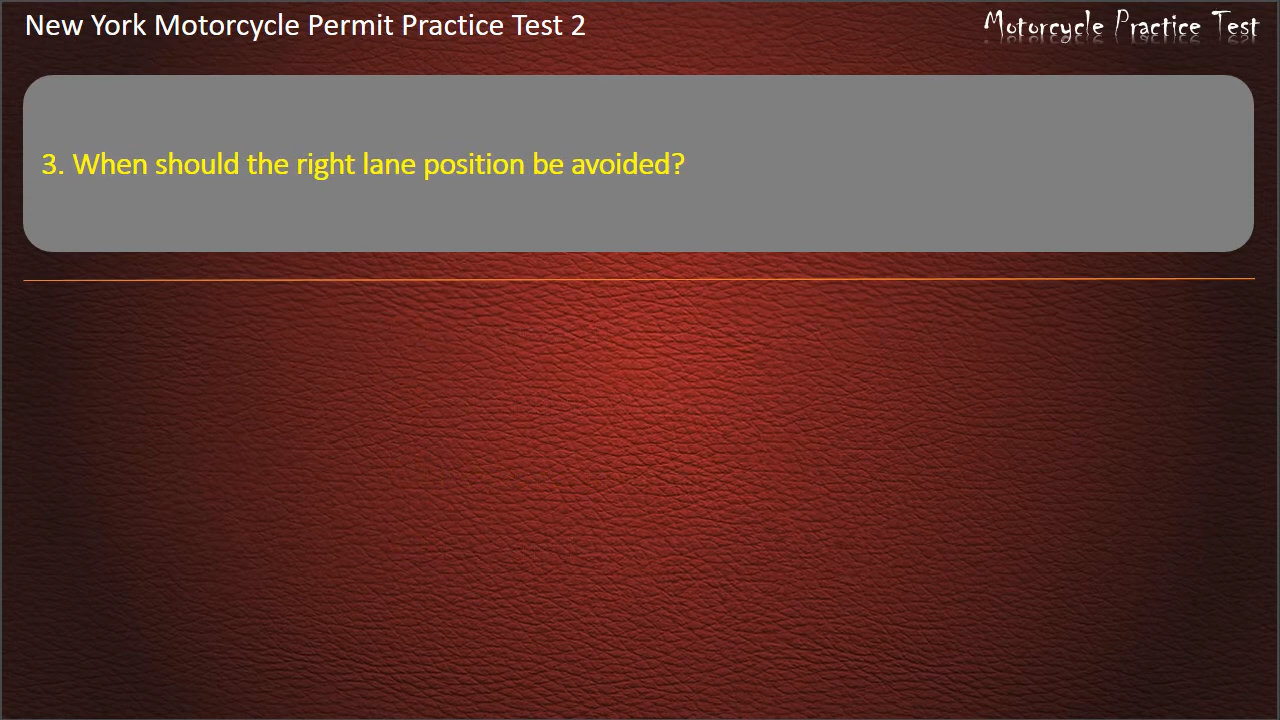 New York Motorcycle Permit Practice Test 2
Motorcycle Practice Test
3. When should the right lane position be avoided?